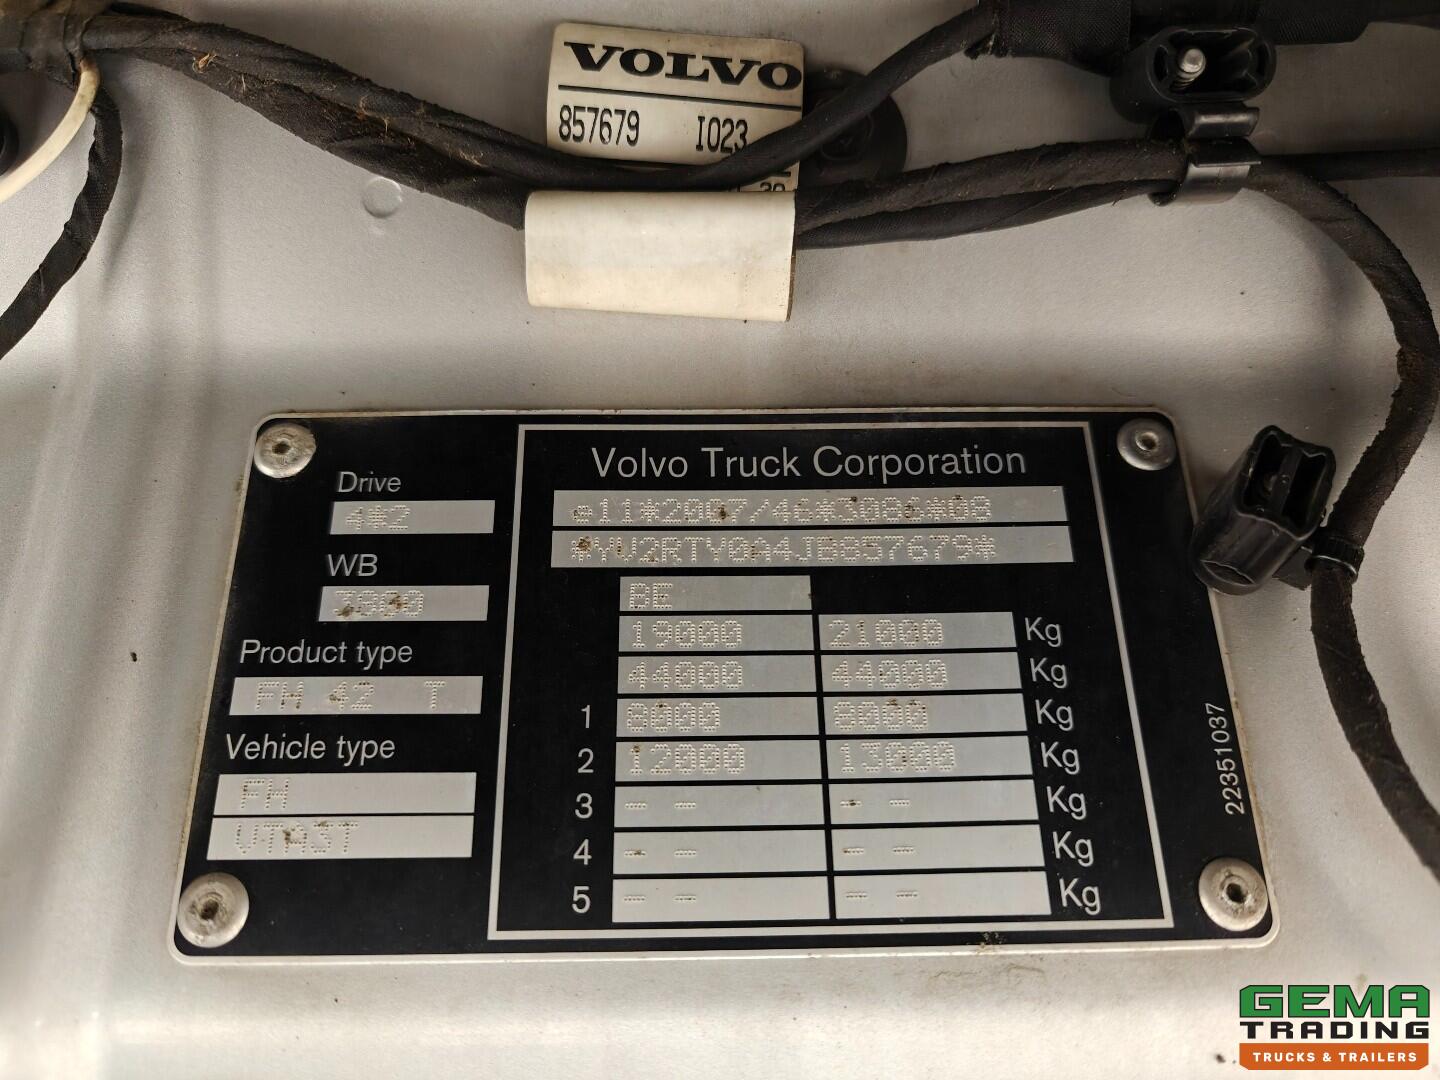 VOLVO
857679 I023
30
Volvo Truck Corporation
Drive
4*2
WB
3800
Product type
FH 42 T
Vehicle type
FH
VTA3T
e11*2007/46*3086*08
*YV2RTY0A4JB857679*
BE
19000 21000 Kg
44000 44000 Kg
1 8000 8000 Kg
2 12000 13000 Kg
3 -- -- -- -- Kg
4 -- -- -- -- Kg
5 -- -- -- -- Kg
22351037
GEMA
TRADING
TRUCKS & TRAILERS